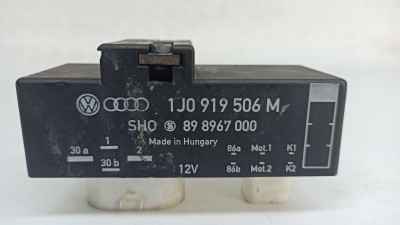 1J0 919 506 M
SHO 89 8967 000
Made in Hungary
30 a 1 2 86a Mot.1 K1
30 b 12V 86b Mot.2 K2